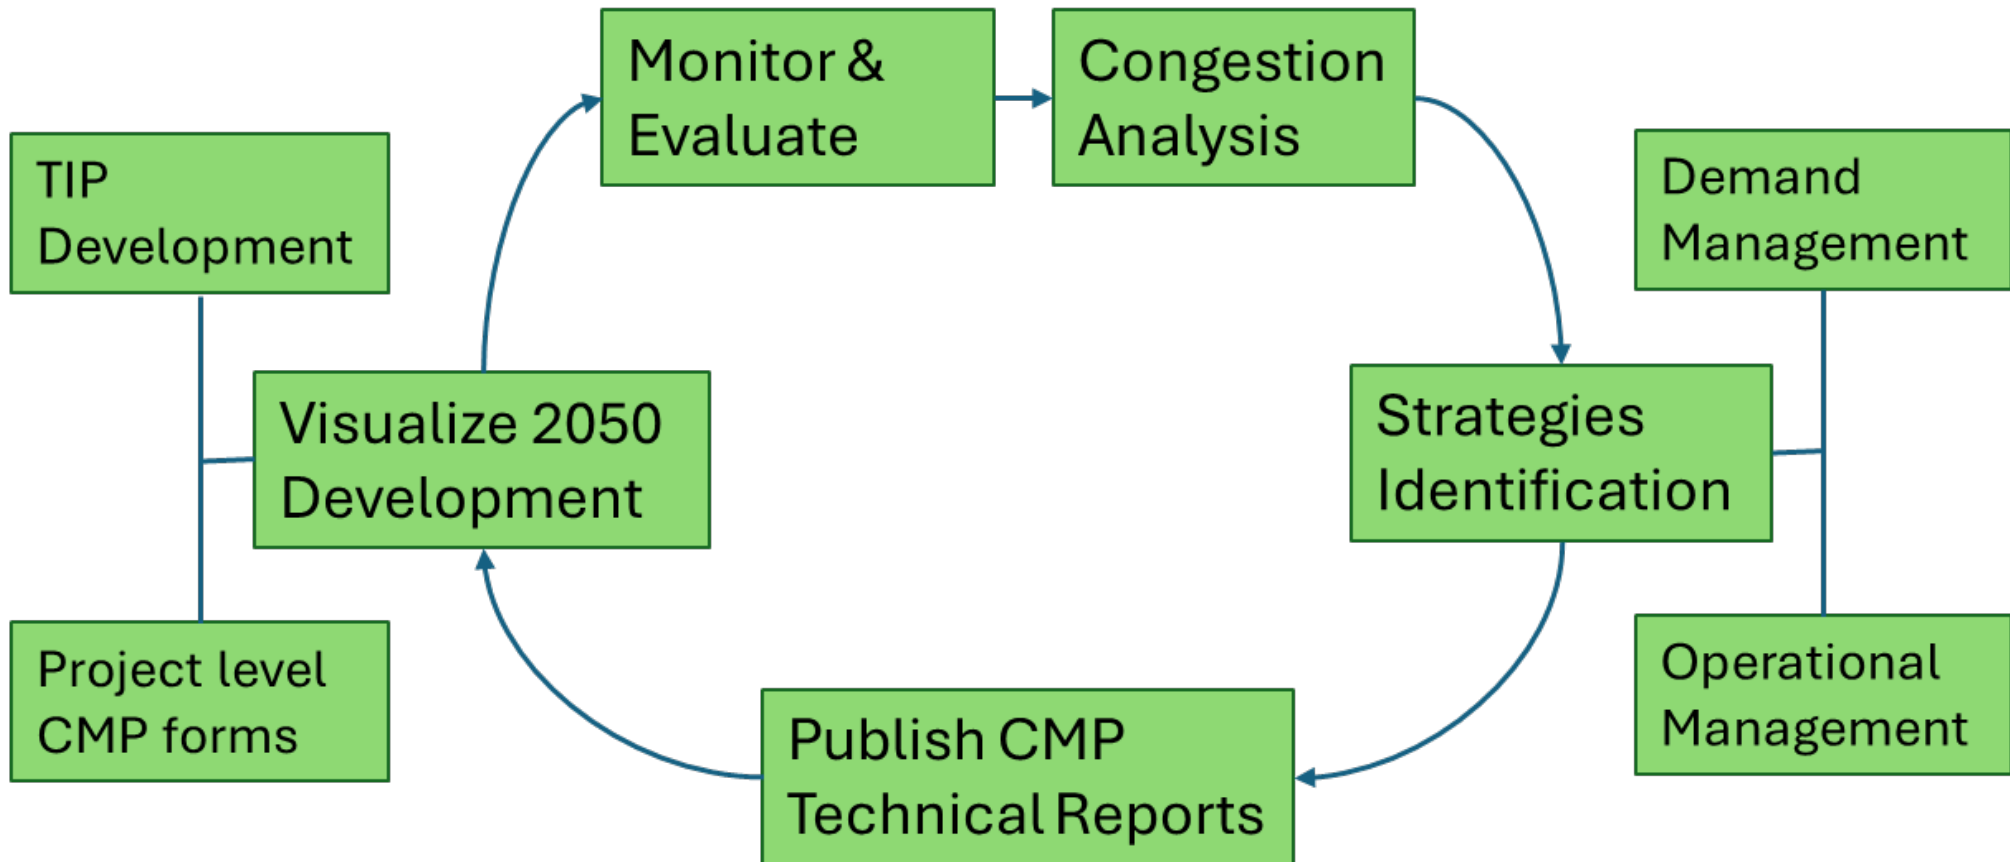 Monitor &
Evaluate
Congestion
Analysis
TIP
Development
Demand
Management
Visualize 2050
Development
Strategies
Identification
Project level
CMP forms
Operational
Management
Publish CMP
Technical Reports